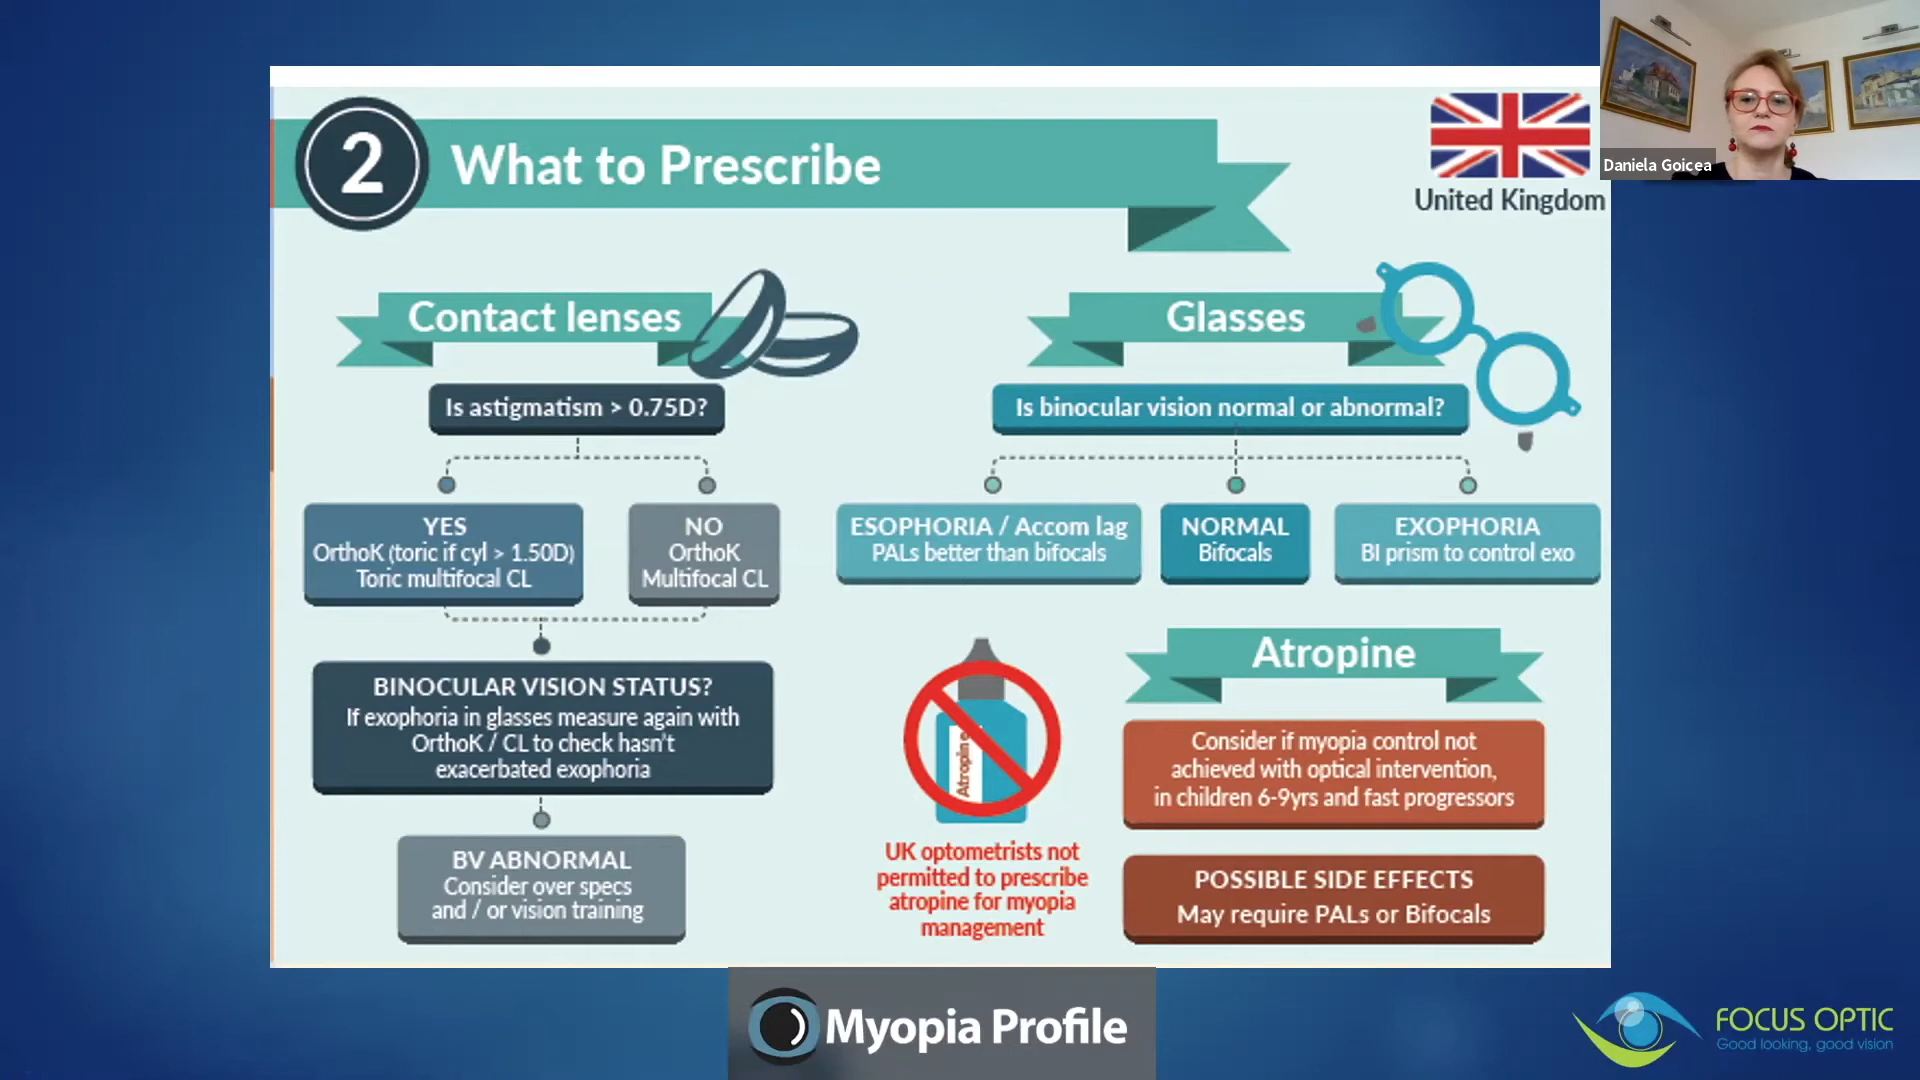 2
What to Prescribe
United Kingdom
Daniela Goicea
Contact lenses
Is astigmatism > 0.75D?
YES
OrthoK (toric if cyl > 1.50D)
Toric multifocal CL
NO
OrthoK
Multifocal CL
BINOCULAR VISION STATUS?
If exophoria in glasses measure again with
OrthoK / CL to check hasn't
exacerbated exophoria
BV ABNORMAL
Consider over specs
and / or vision training
Glasses
Is binocular vision normal or abnormal?
ESOPHORIA / Accom lag
PALs better than bifocals
NORMAL
Bifocals
EXOPHORIA
BI prism to control exo
Atropine
UK optometrists not
permitted to prescribe
atropine for myopia
management
Atropine
Consider if myopia control not
achieved with optical intervention,
in children 6-9yrs and fast progressors
POSSIBLE SIDE EFFECTS
May require PALs or Bifocals
Myopia Profile
FOCUS OPTIC
Good looking, good vision